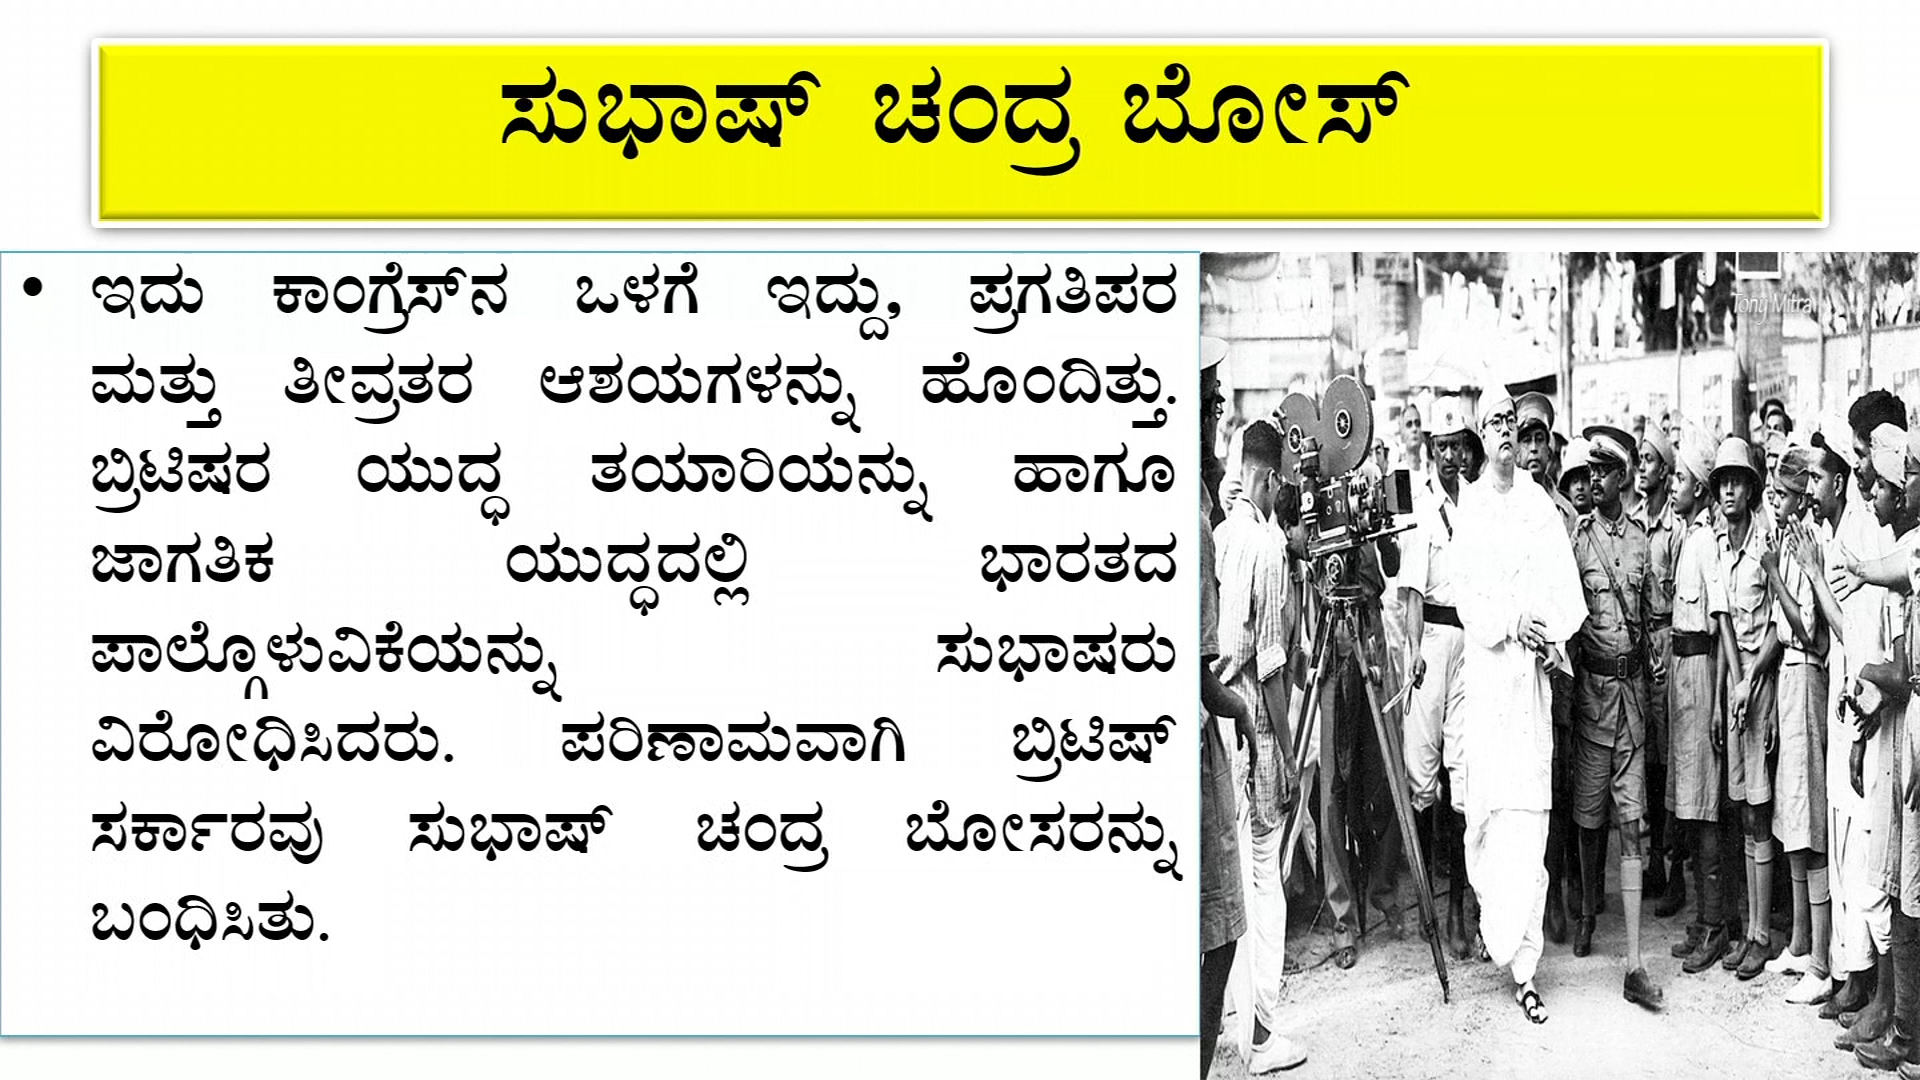 ಸುಭಾಷ್ ಚಂದ್ರ ಬೋಸ್
• ಇದು ಕಾಂಗ್ರೆಸ್‌ನ ಒಳಗೆ ಇದ್ದು, ಪ್ರಗತಿಪರ
ಮತ್ತು ತೀವ್ರತರ ಆಶಯಗಳನ್ನು ಹೊಂದಿತ್ತು.
ಬ್ರಿಟಿಷರ ಯುದ್ಧ ತಯಾರಿಯನ್ನು ಹಾಗೂ
ಜಾಗತಿಕ ಯುದ್ಧದಲ್ಲಿ ಭಾರತದ
ಪಾಲ್ಗೊಳುವಿಕೆಯನ್ನು ಸುಭಾಷರು
ವಿರೋಧಿಸಿದರು. ಪರಿಣಾಮವಾಗಿ ಬ್ರಿಟಿಷ್
ಸರ್ಕಾರವು ಸುಭಾಷ್ ಚಂದ್ರ ಬೋಸರನ್ನು
ಬಂಧಿಸಿತು.
Tony Mitra